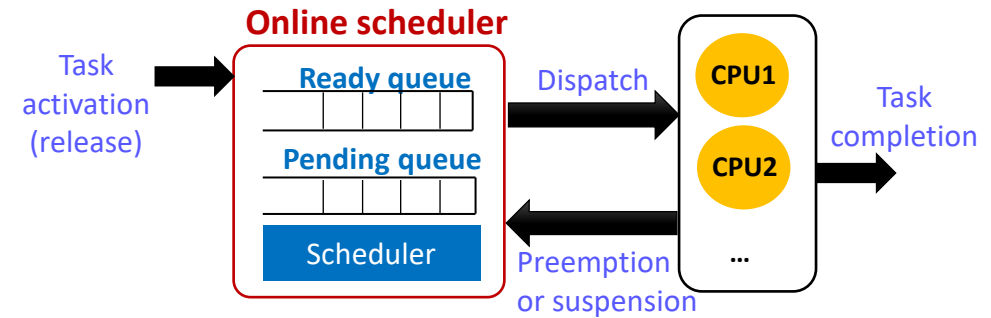 Online scheduler
Task
activation
(release)
Ready queue
Pending queue
Scheduler
Dispatch
Preemption
or suspension
CPU1
CPU2
...
Task
completion